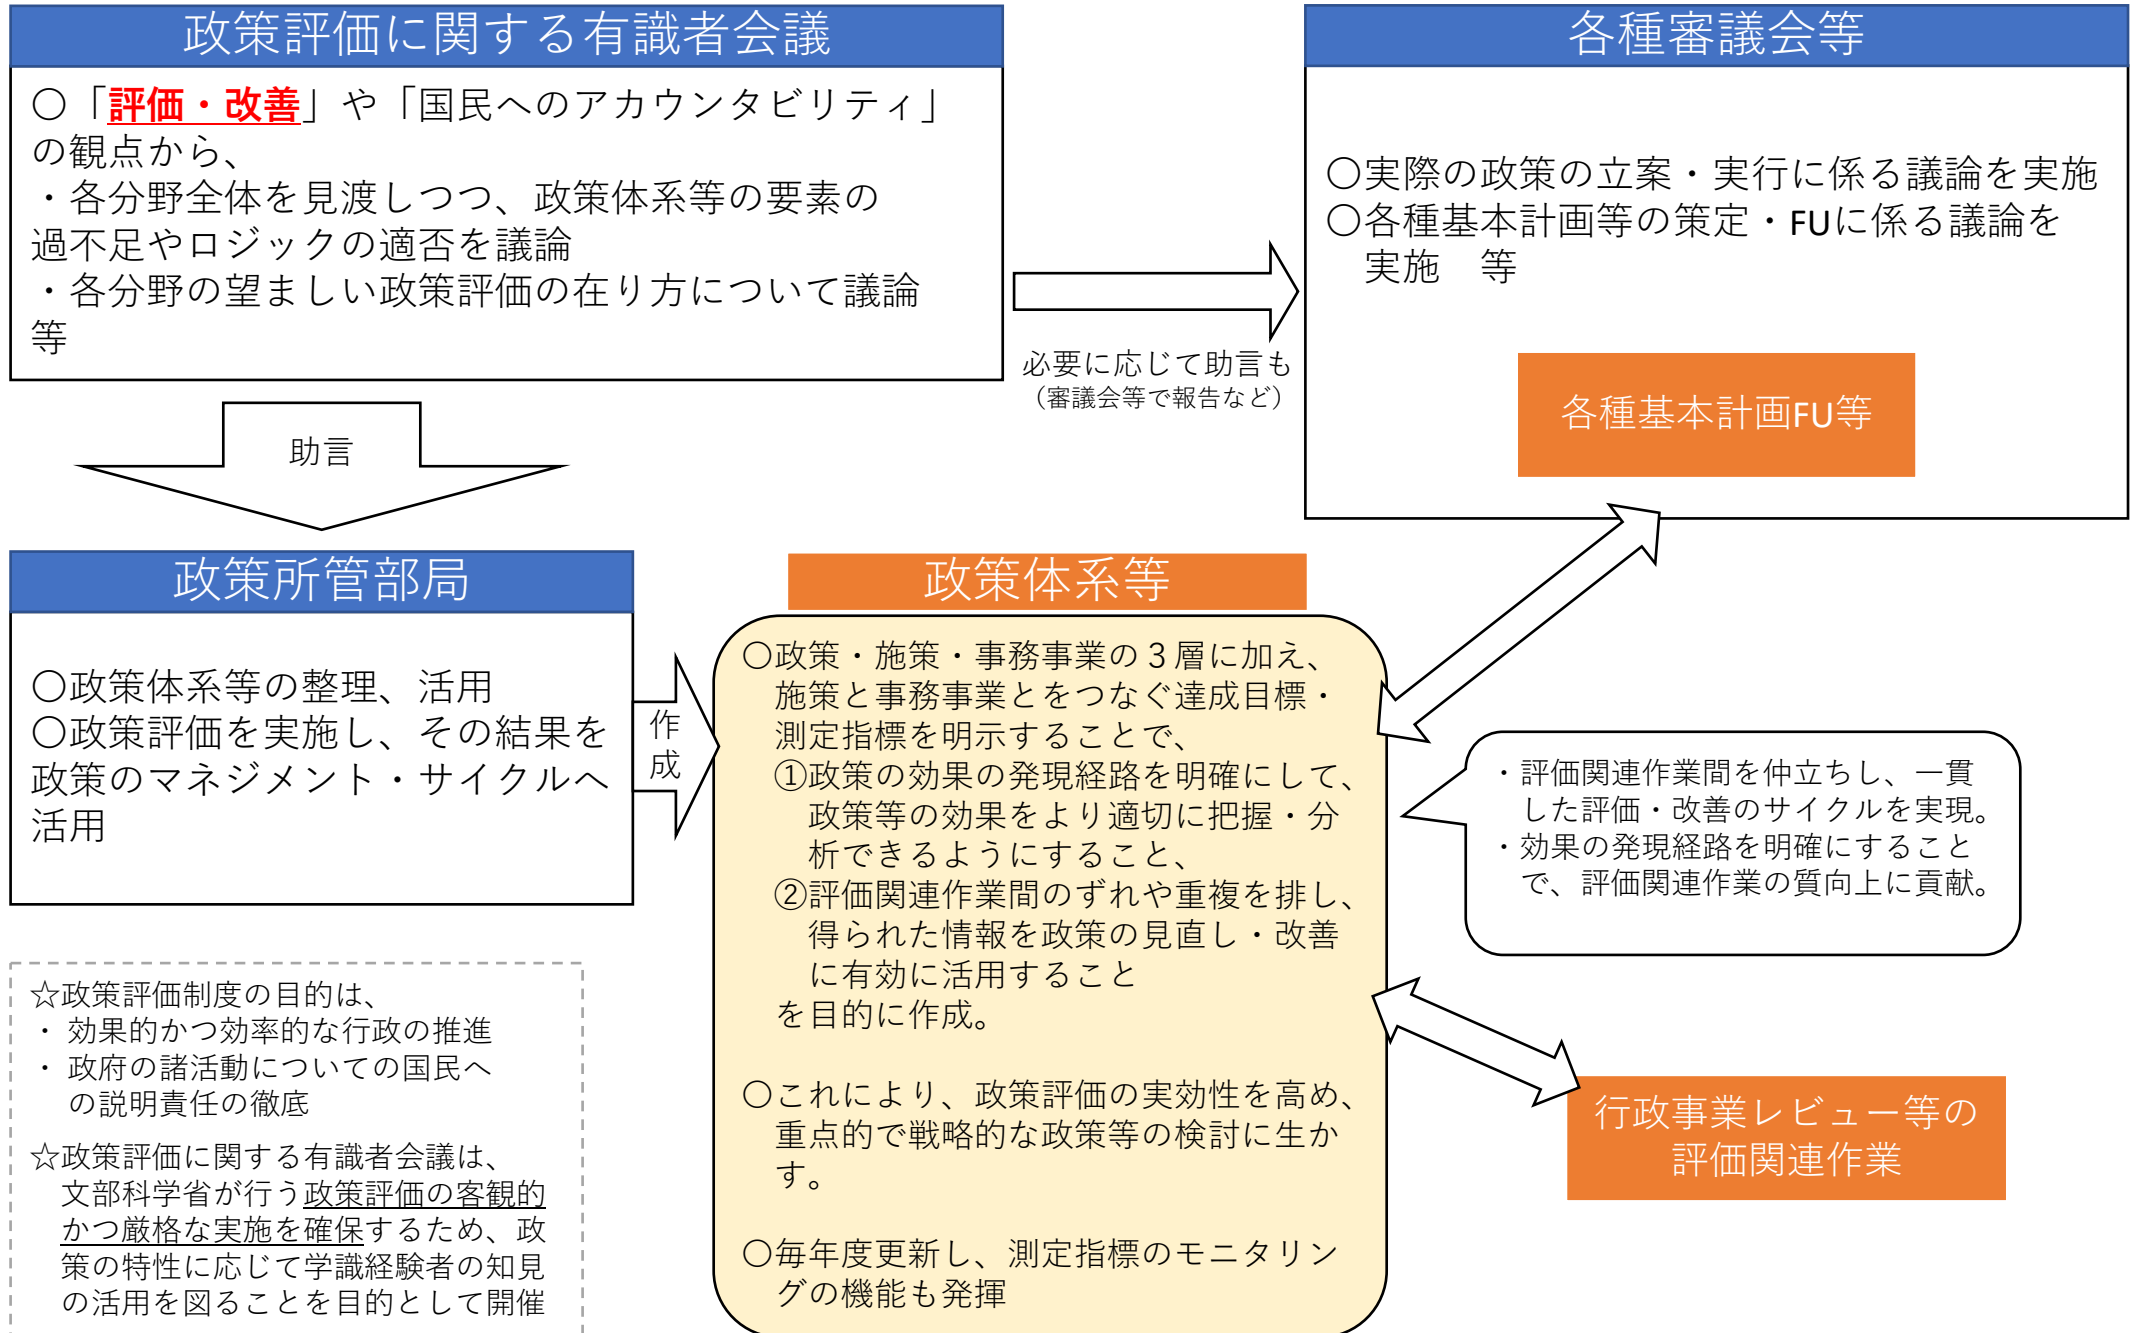 政策評価に関する有識者会議
〇「評価・改善」や「国民へのアカウンタビリティ」
の観点から、
・各分野全体を見渡しつつ、政策体系等の要素の
過不足やロジックの適否を議論
・各分野の望ましい政策評価の在り方について議論
等
助言
必要に応じて助言も
（審議会等で報告など）
各種審議会等
〇実際の政策の立案・実行に係る議論を実施
〇各種基本計画等の策定・FUに係る議論を
実施　等
各種基本計画FU等
政策所管部局
〇政策体系等の整理、活用
〇政策評価を実施し、その結果を
政策のマネジメント・サイクルへ
活用
作
成
政策体系等
〇政策・施策・事務事業の３層に加え、
施策と事務事業とをつなぐ達成目標・
測定指標を明示することで、
①政策の効果の発現経路を明確にして、
政策等の効果をより適切に把握・分
析できるようにすること、
②評価関連作業間のずれや重複を排し、
得られた情報を政策の見直し・改善
に有効に活用すること
を目的に作成。
〇これにより、政策評価の実効性を高め、
重点的で戦略的な政策等の検討に生か
す。
〇毎年度更新し、測定指標のモニタリン
グの機能も発揮
・評価関連作業間を仲立ちし、一貫
した評価・改善のサイクルを実現。
・効果の発現経路を明確にすること
で、評価関連作業の質向上に貢献。
行政事業レビュー等の
評価関連作業
☆政策評価制度の目的は、
・ 効果的かつ効率的な行政の推進
・ 政府の諸活動についての国民へ
の説明責任の徹底
☆政策評価に関する有識者会議は、
文部科学省が行う政策評価の客観的
かつ厳格な実施を確保するため、政
策の特性に応じて学識経験者の知見
の活用を図ることを目的として開催